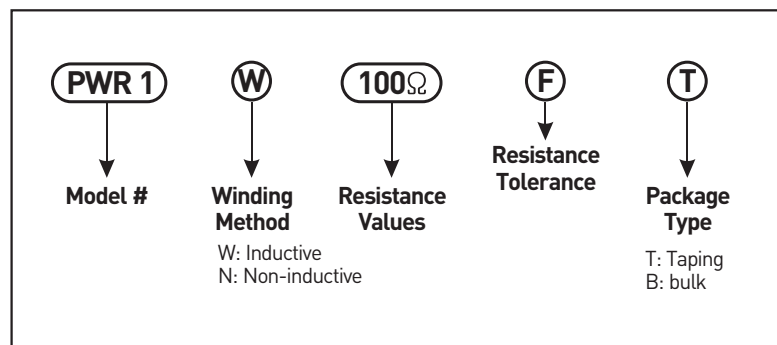 PWR 1
W
100Ω
F
T
Model #
Winding
Method
W: Inductive
N: Non-inductive
Resistance
Values
Resistance
Tolerance
Package
Type
T: Taping
B: bulk